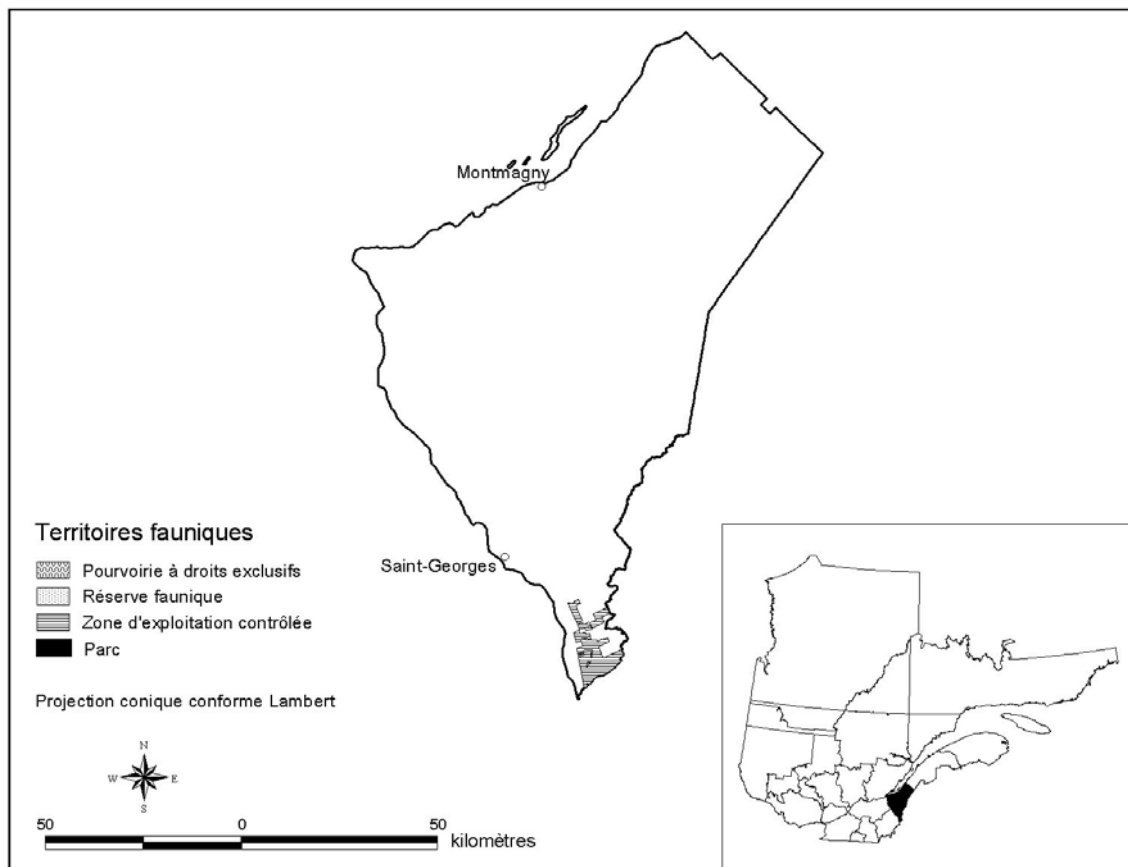 Montmagny
Saint-Georges
Territoires fauniques
Pourvoirie à droits exclusifs
Réserve faunique
Zone d'exploitation contrôlée
Parc
Projection conique conforme Lambert
N
W E
S
50 0 50
kilomètres